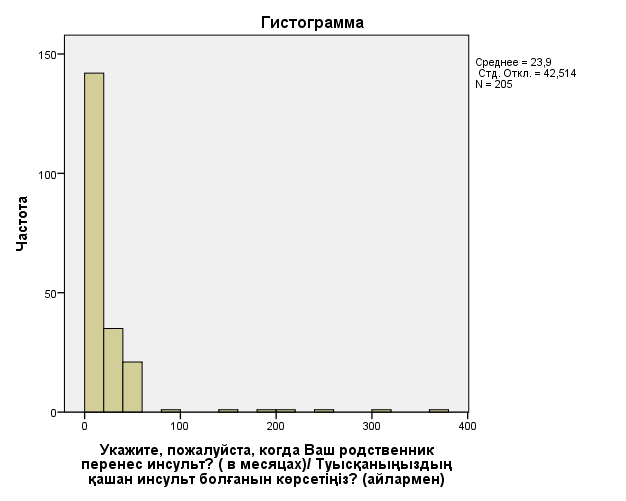 Гистограмма
Среднее = 23,9
Стд. Откл. = 42,514
N = 205
Частота
150
100
50
0
0 100 200 300 400
Укажите, пожалуйста, когда Ваш родственник
перенес инсульт? ( в месяцах)/ Туысқаныңыздың
қашан инсульт болғанын көрсетіңіз? (айлармен)